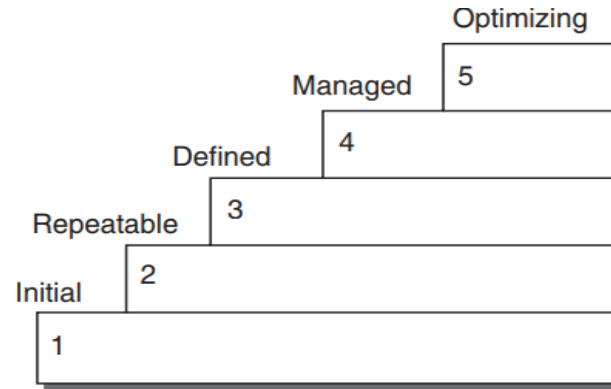 Optimizing
5
Managed
4
Defined
3
Repeatable
2
Initial
1